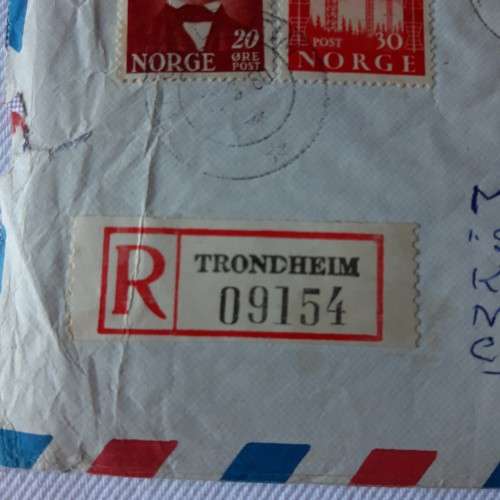 20
ØRE
NORGE POST
POST 30
NORGE
R
TRONDHEIM
09154